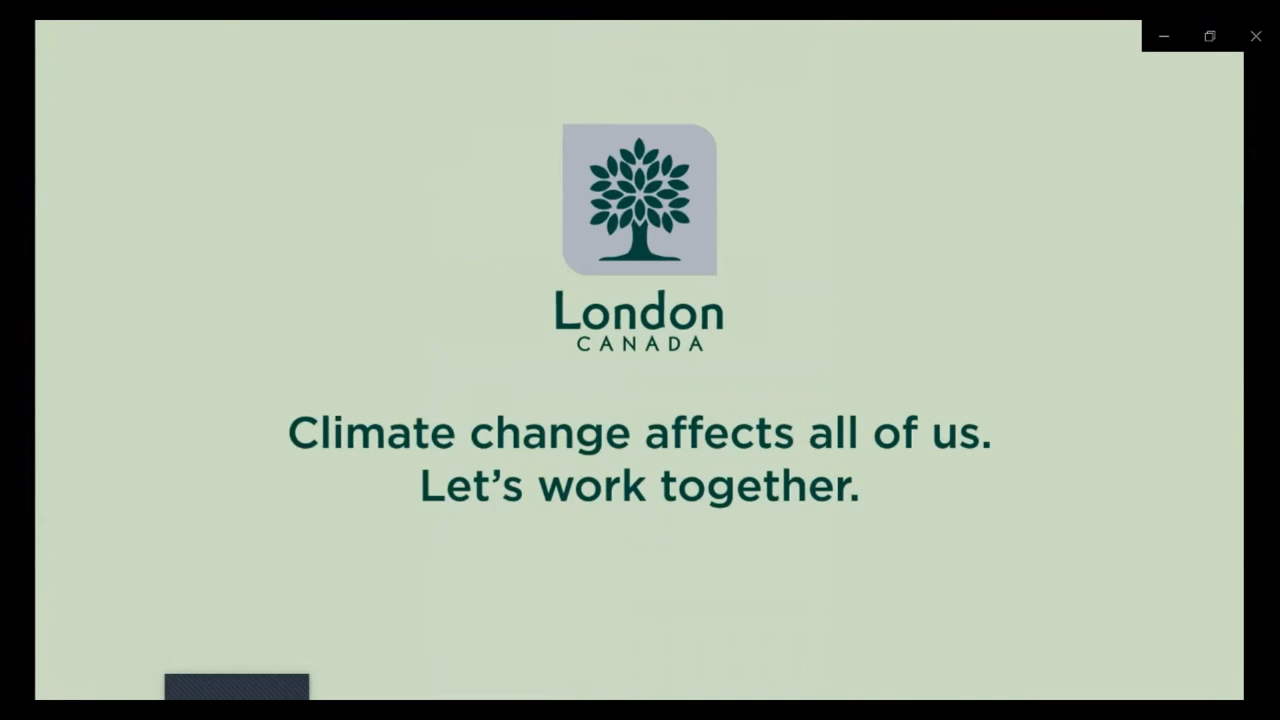 London
CANADA
Climate change affects all of us.
Let’s work together.